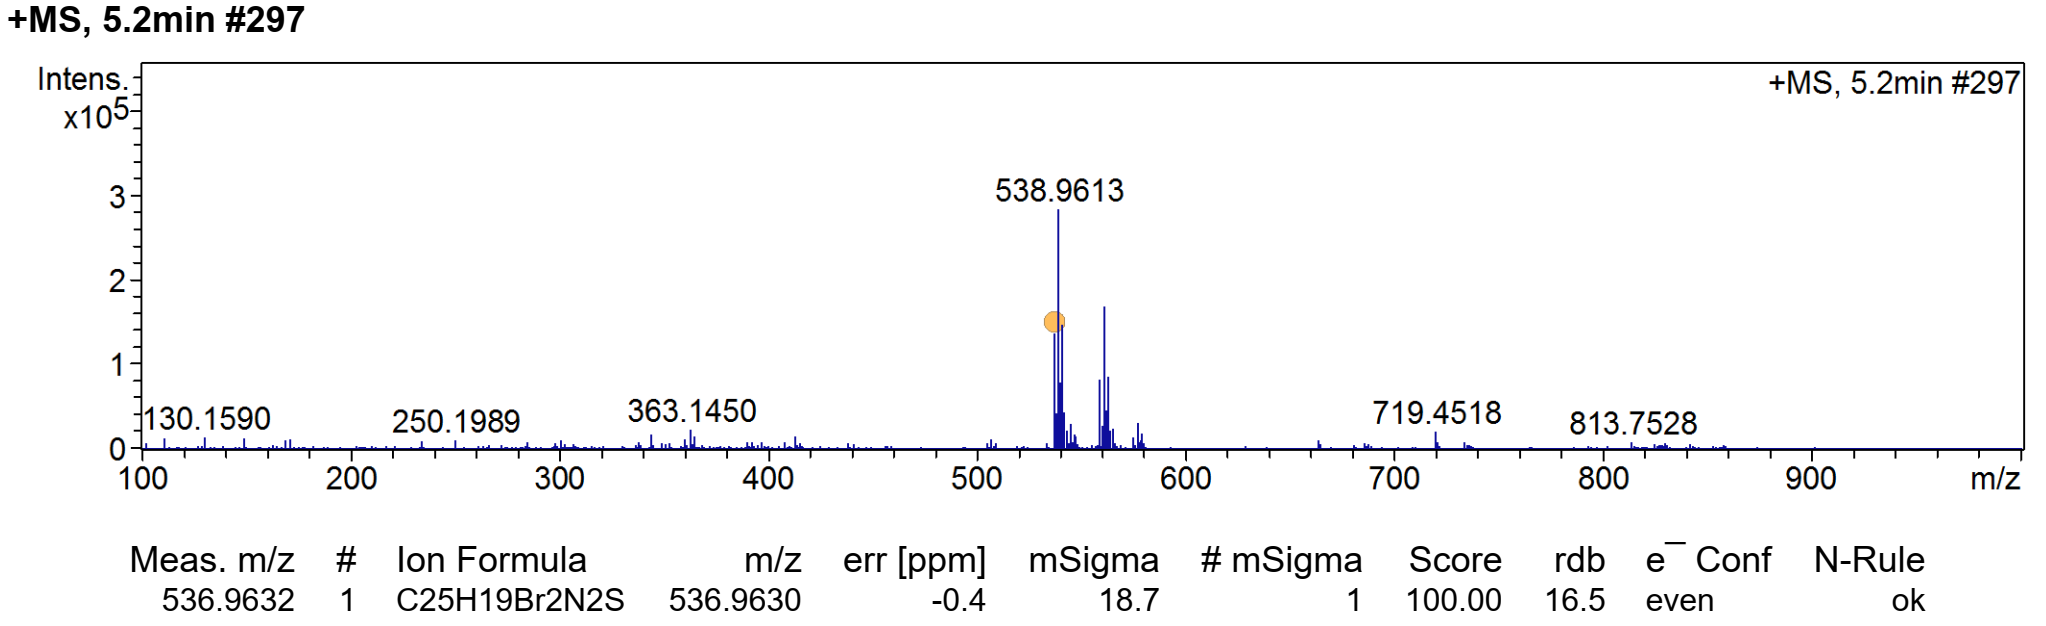 +MS, 5.2min #297
Intens.
x10⁵
+MS, 5.2min #297
538.9613
3
2
1
0
130.1590
250.1989
363.1450
719.4518
813.7528
100 200 300 400 500 600 700 800 900 m/z
Meas. m/z # Ion Formula m/z err [ppm] mSigma # mSigma Score rdb e⁻ Conf N-Rule
536.9632 1 C25H19Br2N2S 536.9630 -0.4 18.7 1 100.00 16.5 even ok